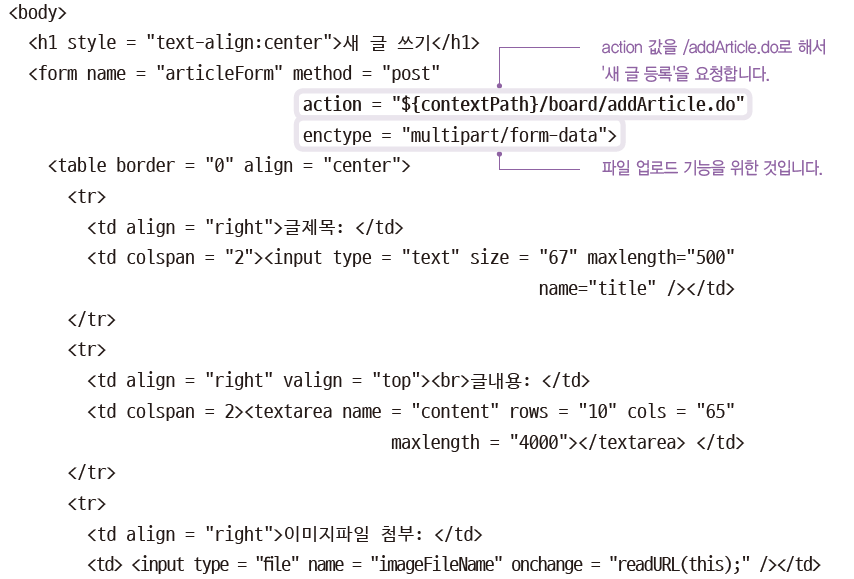 <body>
<h1 style = "text-align:center">새 글 쓰기</h1>
<form name = "articleForm" method = "post"
action = "${contextPath}/board/addArticle.do"
enctype = "multipart/form-data">
action 값을 /addArticle.do로 해서
'새 글 등록'을 요청합니다.
파일 업로드 기능을 위한 것입니다.
<table border = "0" align = "center">
<tr>
<td align = "right">글제목: </td>
<td colspan = "2"><input type = "text" size = "67" maxlength="500"
name="title" /></td>
</tr>
<tr>
<td align = "right" valign = "top"><br>글내용: </td>
<td colspan = 2><textarea name = "content" rows = "10" cols = "65"
maxlength = "4000"></textarea> </td>
</tr>
<tr>
<td align = "right">이미지파일 첨부: </td>
<td> <input type = "file" name = "imageFileName" onchange = "readURL(this);" /></td>